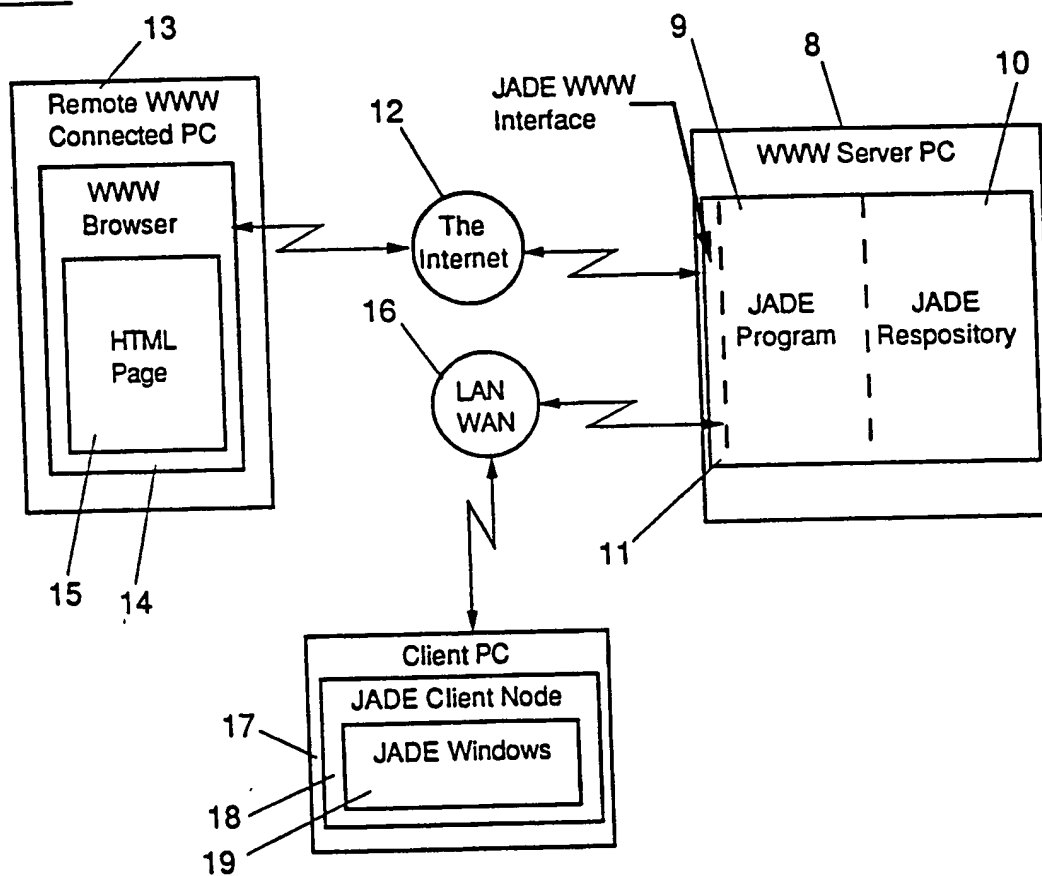 13
Remote WWW
Connected PC
WWW
Browser
HTML
Page
15
14
12
The
Internet
16
LAN
WAN
JADE WWW
Interface
9
8
10
WWW Server PC
JADE
Program
JADE
Respository
11
Client PC
JADE Client Node
JADE Windows
17
18
19